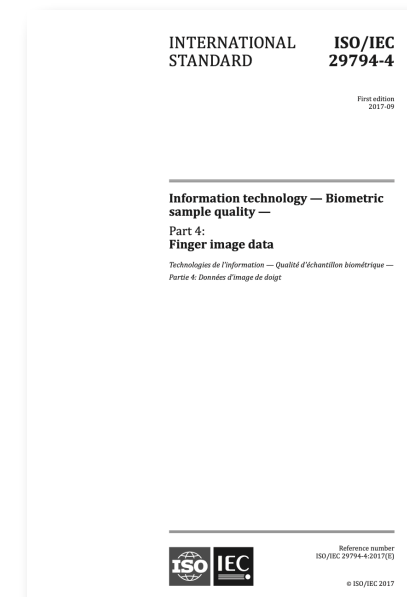 INTERNATIONAL STANDARD
ISO/IEC 29794-4
First edition
2017-09
Information technology — Biometric
sample quality —
Part 4:
Finger image data
Technologies de l'information — Qualité d'échantillon biométrique —
Partie 4: Données d'image de doigt
ISO
IEC
Reference number
ISO/IEC 29794-4:2017(E)
© ISO/IEC 2017